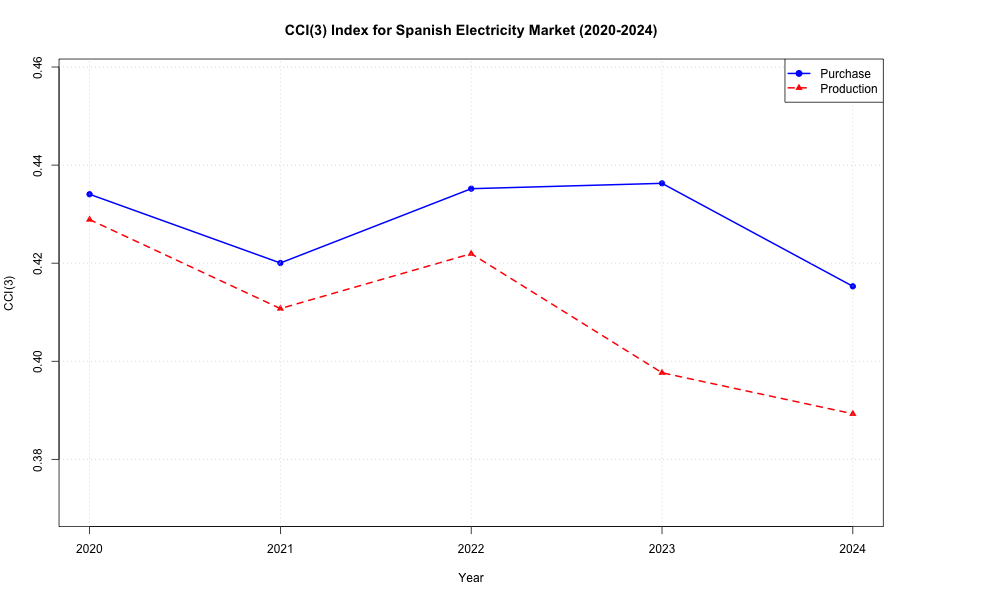 CCI(3) Index for Spanish Electricity Market (2020-2024)
Purchase
Production
CCI(3)
0.46
0.44
0.42
0.40
0.38
2020 2021 2022 2023 2024
Year